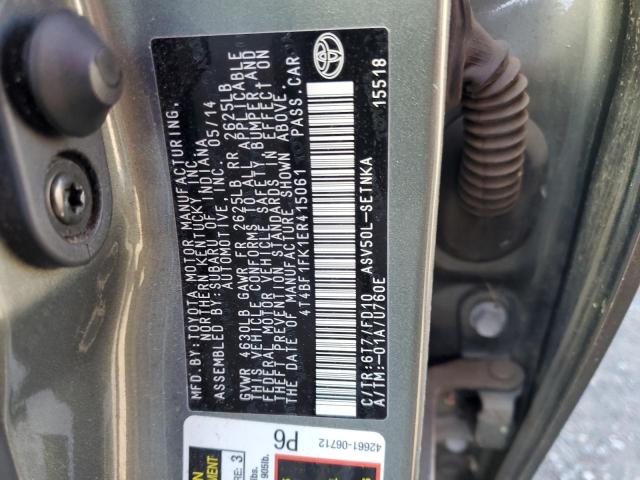 MFD.BY:TOYOTA MOTOR MANUFACTURING,
NORTHERN KENTUCKY, INC.
ASSEMBLED BY:SUBARU OF INDIANA
AUTOMOTIVE, INC. 05/14
GVWR 4630LB GAWR FR 2625LB RR 2625LB
THIS VEHICLE CONFORMS TO ALL APPLICABLE
FEDERAL MOTOR VEHICLE SAFETY, BUMPER, AND
THEFT PREVENTION STANDARDS IN EFFECT ON
THE DATE OF MANUFACTURE SHOWN ABOVE.
4T4BF1FK1ER415061 PASS.CAR
C/TR:6T7/FD10 ASV50L-SETNKA 15518
A/TM:-01A/U760E
42661-06712
P6